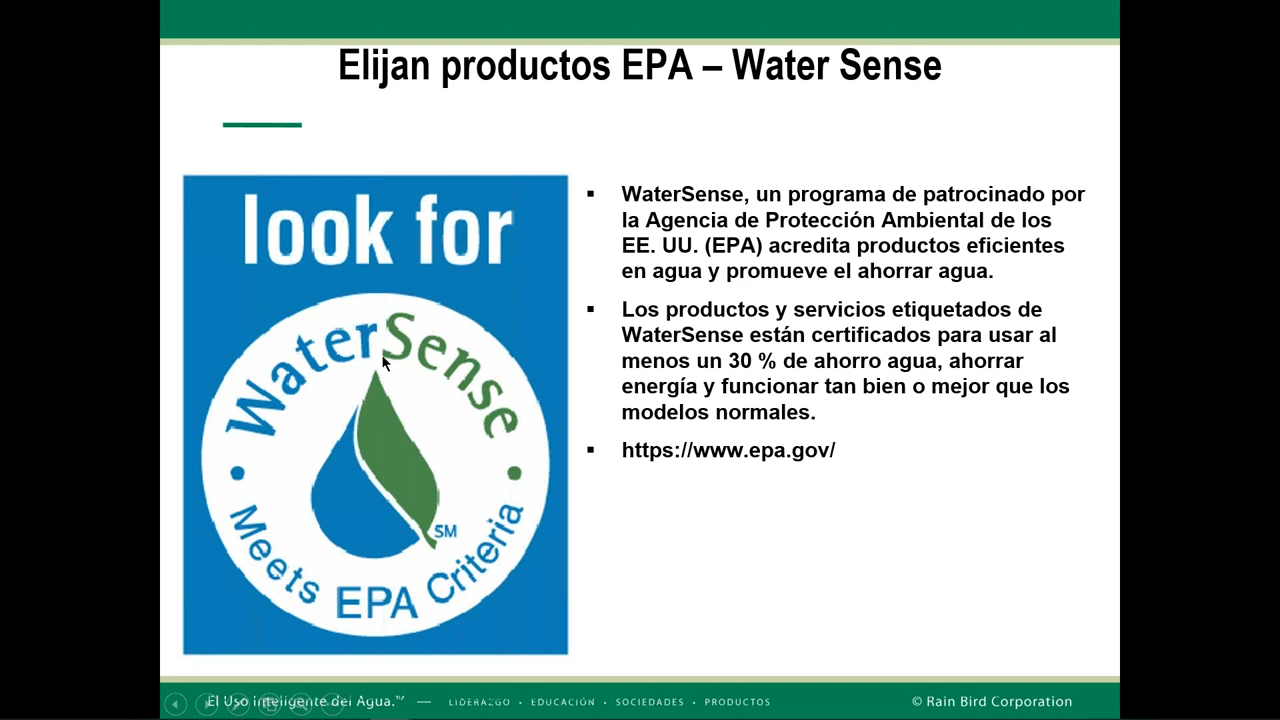 Elijan productos EPA – Water Sense
look for
WaterSense
SM
Meets EPA Criteria
▪ WaterSense, un programa de patrocinado por
la Agencia de Protección Ambiental de los
EE. UU. (EPA) acredita productos eficientes
en agua y promueve el ahorrar agua.
▪ Los productos y servicios etiquetados de
WaterSense están certificados para usar al
menos un 30 % de ahorro agua, ahorrar
energía y funcionar tan bien o mejor que los
modelos normales.
▪ https://www.epa.gov/
El Uso Inteligente del Agua.™ — LIDERAZGO • EDUCACIÓN • SOCIEDADES • PRODUCTOS
© Rain Bird Corporation